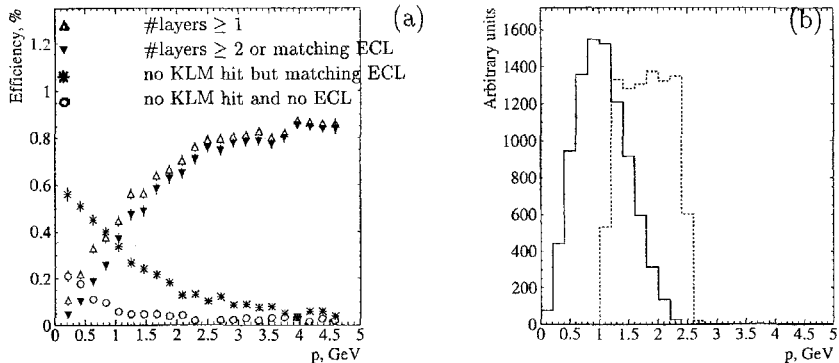 (a)
Efficiency, %
#layers ≥ 1
#layers ≥ 2 or matching ECL
no KLM hit but matching ECL
no KLM hit and no ECL
1.2
1
0.8
0.6
0.4
0.2
0
0 0.5 1 1.5 2 2.5 3 3.5 4 4.5 5
p, GeV
(b)
Arbitrary units
1600
1400
1200
1000
800
600
400
200
0
0 0.5 1 1.5 2 2.5 3 3.5 4 4.5 5
p, GeV